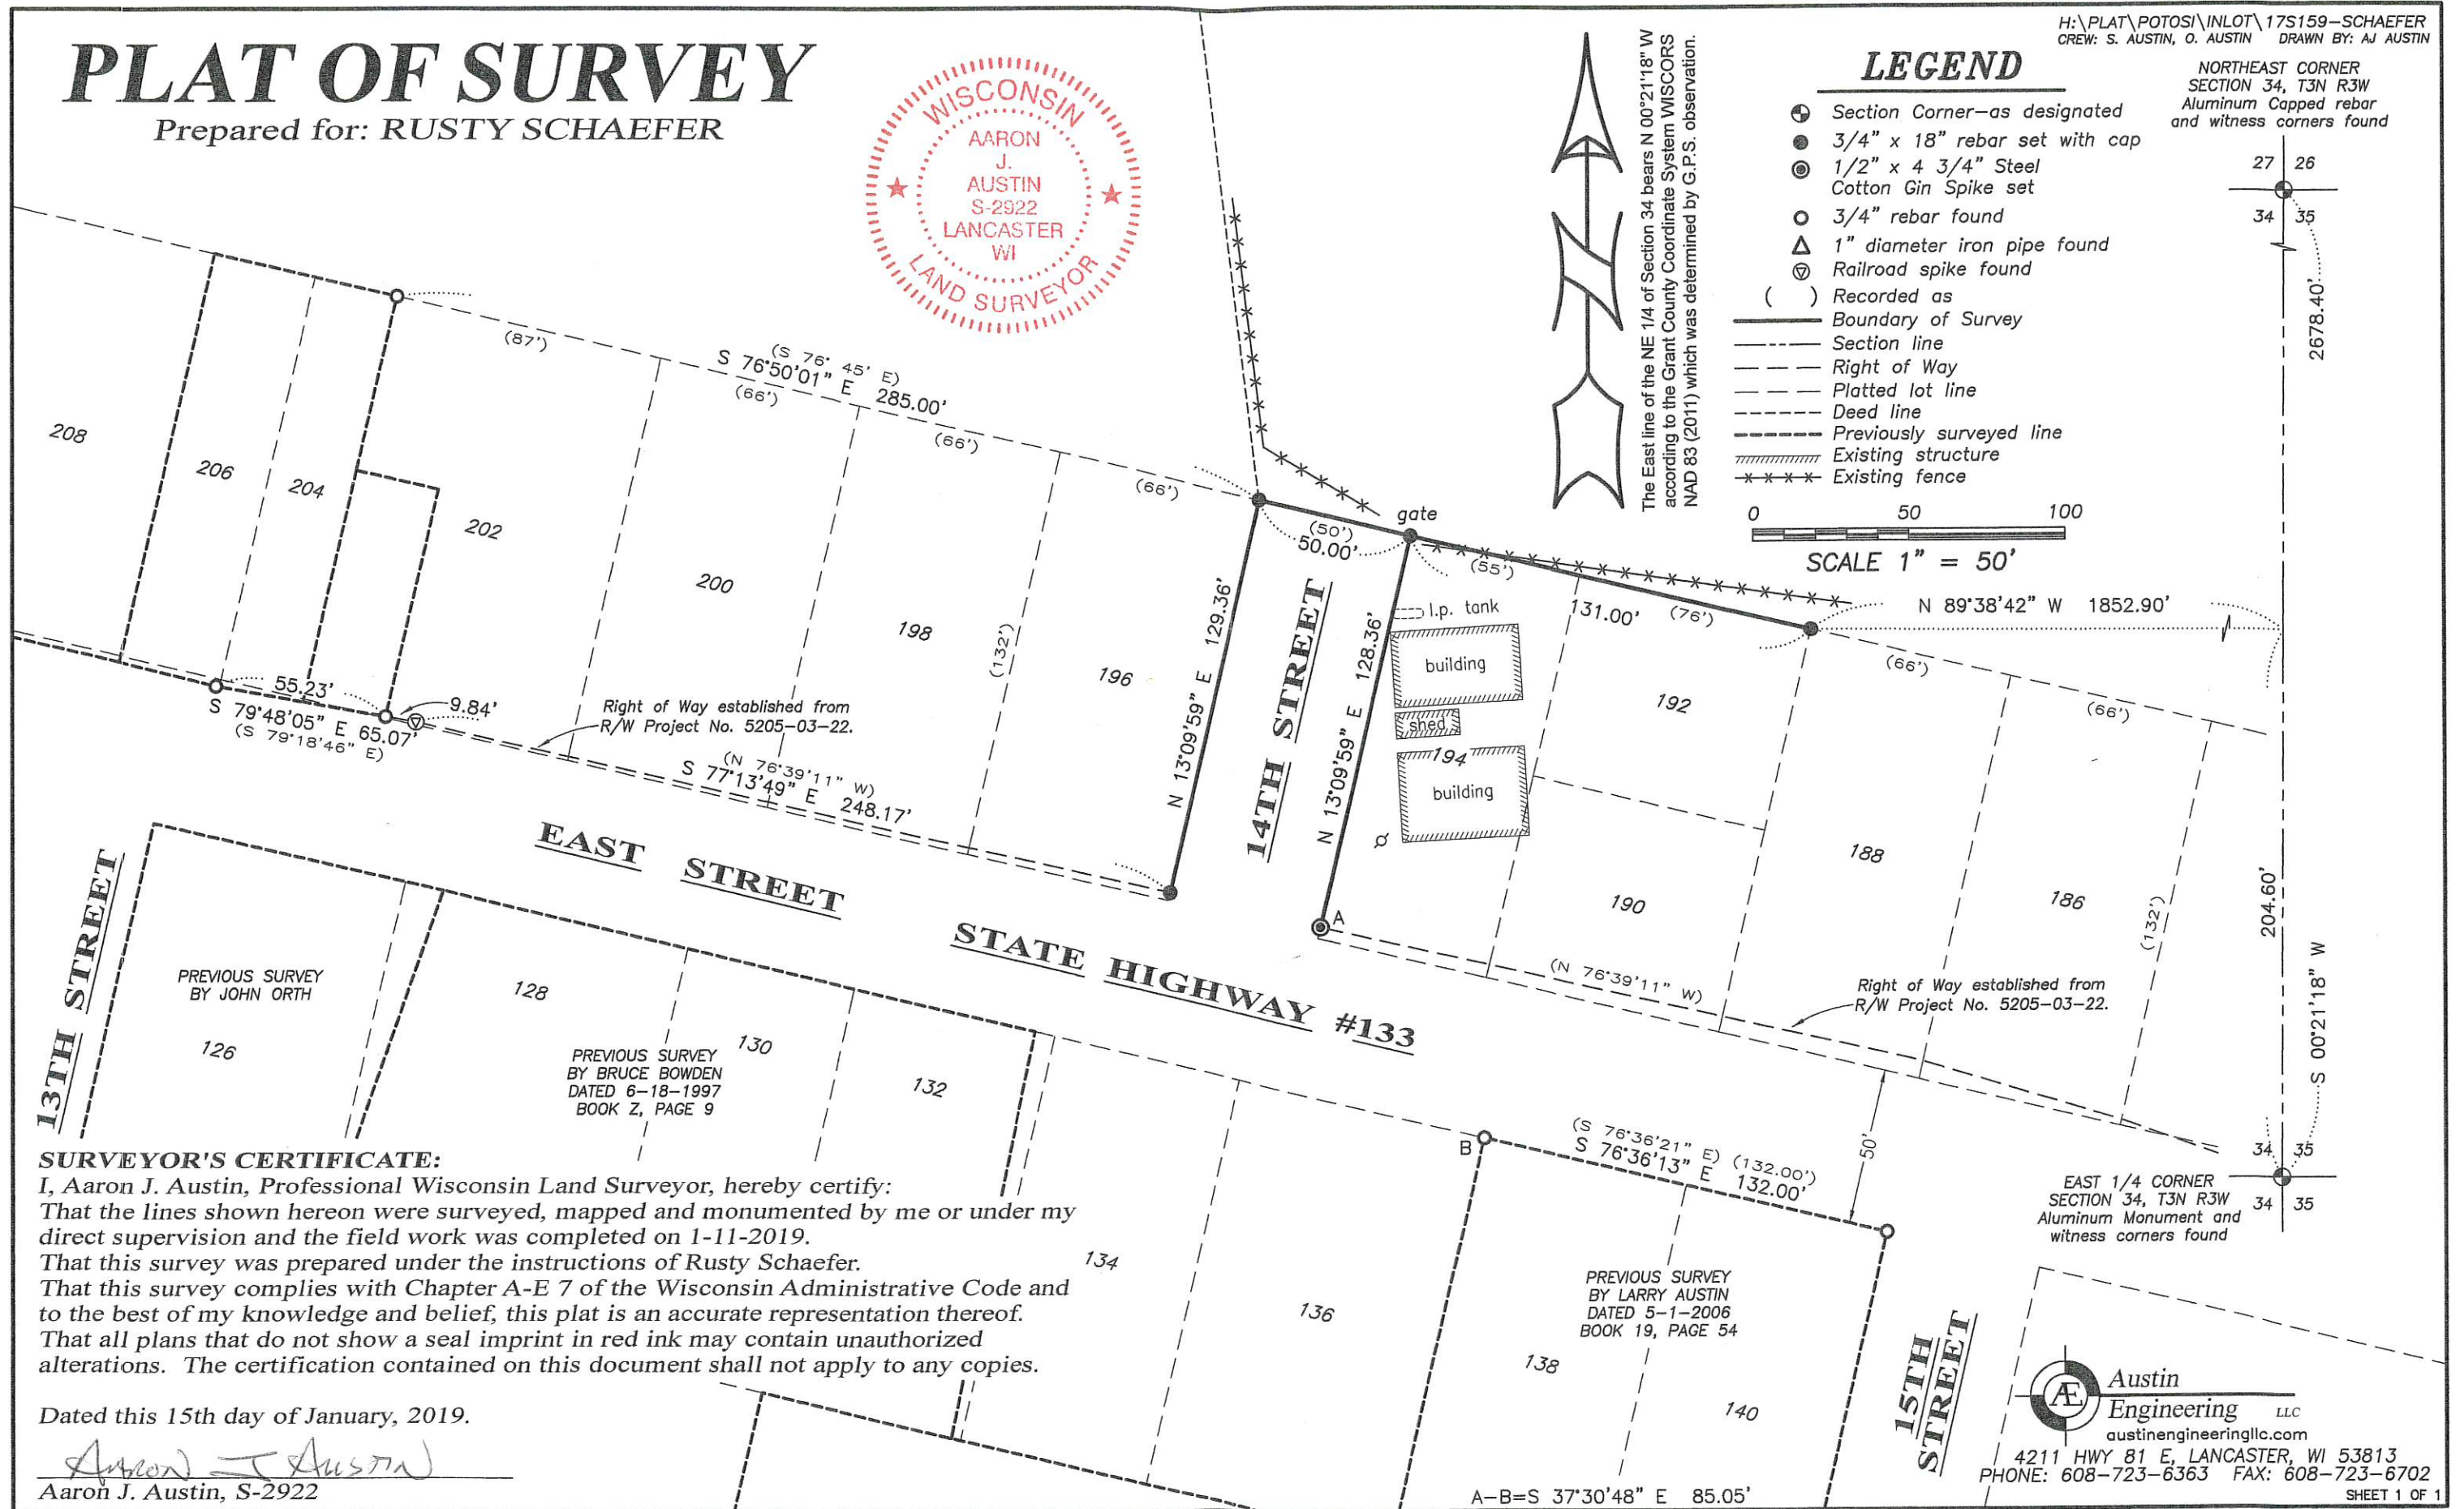 H:\PLAT\POTOSI\INLOT\17S159-SCHAEFER
CREW: S. AUSTIN, O. AUSTIN DRAWN BY: AJ AUSTIN
PLAT OF SURVEY
Prepared for: RUSTY SCHAEFER
WISCONSIN
AARON
J.
AUSTIN
S-2922
LANCASTER
WI
LAND SURVEYOR
N
The East line of the NE 1/4 of Section 34 bears N 00°21'18" W
according to the Grant County Coordinate System WISCORS
NAD 83 (2011) which was determined by G.P.S. observation.
LEGEND
Section Corner-as designated
3/4" x 18" rebar set with cap
1/2" x 4 3/4" Steel
Cotton Gin Spike set
3/4" rebar found
1" diameter iron pipe found
Railroad spike found
( ) Recorded as
Boundary of Survey
Section line
Right of Way
Platted lot line
Deed line
Previously surveyed line
Existing structure
Existing fence
0 50 100
SCALE 1" = 50'
NORTHEAST CORNER
SECTION 34, T3N R3W
Aluminum Capped rebar
and witness corners found
27 26
34 35
2678.40'
N 89°38'42" W 1852.90'
204.60'
S 00°21'18" W
34 35
34 35
EAST 1/4 CORNER
SECTION 34, T3N R3W
Aluminum Monument and
witness corners found
(87')
(S 76° 45' E)
S 76°50'01" E 285.00'
(66')
(66')
(66')
208
206
204
202
200
198
(132')
196
55.23'
9.84'
S 79°48'05" E 65.07'
(S 79°18'46" E)
Right of Way established from
R/W Project No. 5205-03-22.
(N 76°39'11" W)
S 77°13'49" E 248.17'
N 13°09'59" E 129.36'
14TH STREET
N 13°09'59" E 128.36'
(50')
50.00'
gate
(55')
131.00'
(76')
l.p. tank
building
shed
194
building
192
190
188
186
(66')
(66')
(132')
A
(N 76°39'11" W)
Right of Way established from
R/W Project No. 5205-03-22.
EAST STREET
STATE HIGHWAY #133
13TH STREET
PREVIOUS SURVEY
BY JOHN ORTH
126
128
PREVIOUS SURVEY
BY BRUCE BOWDEN
DATED 6-18-1997
BOOK Z, PAGE 9
130
132
134
136
B
(S 76°36'21" E) (132.00')
S 76°36'13" E 132.00'
50'
PREVIOUS SURVEY
BY LARRY AUSTIN
DATED 5-1-2006
BOOK 19, PAGE 54
138
140
15TH
STREET
A-B=S 37°30'48" E 85.05'
SURVEYOR'S CERTIFICATE:
I, Aaron J. Austin, Professional Wisconsin Land Surveyor, hereby certify:
That the lines shown hereon were surveyed, mapped and monumented by me or under my
direct supervision and the field work was completed on 1-11-2019.
That this survey was prepared under the instructions of Rusty Schaefer.
That this survey complies with Chapter A-E 7 of the Wisconsin Administrative Code and
to the best of my knowledge and belief, this plat is an accurate representation thereof.
That all plans that do not show a seal imprint in red ink may contain unauthorized
alterations. The certification contained on this document shall not apply to any copies.
Dated this 15th day of January, 2019.
Aaron J Austin
Aaron J. Austin, S-2922
AE
Austin
Engineering LLC
austinengineeringllc.com
4211 HWY 81 E, LANCASTER, WI 53813
PHONE: 608-723-6363 FAX: 608-723-6702
SHEET 1 OF 1